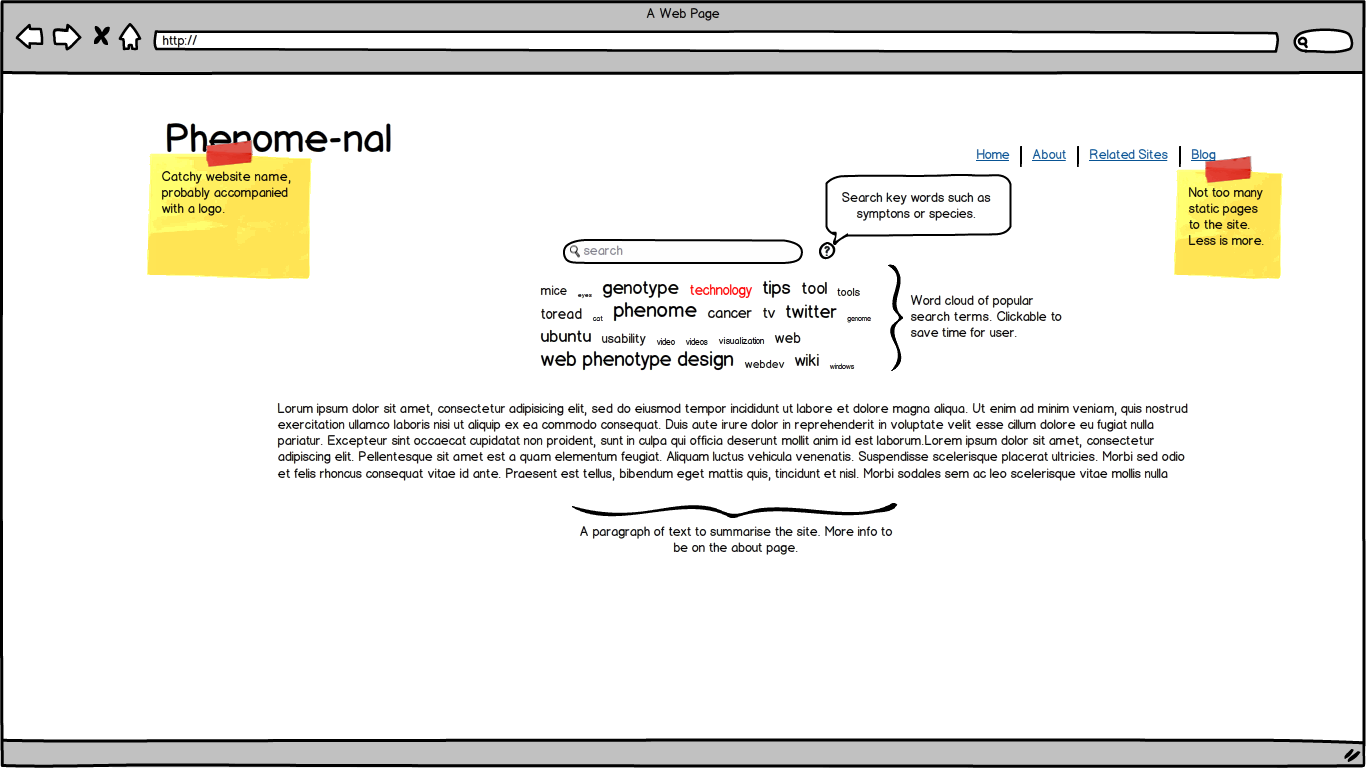 A Web Page
http://
Phenome-nal
Home About Related Sites Blog
Catchy website name,
probably accompanied
with a logo.
Not too many
static pages
to the site.
Less is more.
Search key words such as
symptons or species.
search ?
mice eyes genotype technology tips tool tools
toread cat phenome cancer tv twitter genome
ubuntu usability video videos visualization web
web phenotype design webdev wiki windows
Word cloud of popular
search terms. Clickable to
save time for user.
Lorum ipsum dolor sit amet, consectetur adipisicing elit, sed do eiusmod tempor incididunt ut labore et dolore magna aliqua. Ut enim ad minim veniam, quis nostrud
exercitation ullamco laboris nisi ut aliquip ex ea commodo consequat. Duis aute irure dolor in reprehenderit in voluptate velit esse cillum dolore eu fugiat nulla
pariatur. Excepteur sint occaecat cupidatat non proident, sunt in culpa qui officia deserunt mollit anim id est laborum.Lorem ipsum dolor sit amet, consectetur
adipiscing elit. Pellentesque sit amet est a quam elementum feugiat. Aliquam luctus vehicula venenatis. Suspendisse scelerisque placerat ultricies. Morbi sed odio
et felis rhoncus consequat vitae id ante. Praesent est tellus, bibendum eget mattis quis, tincidunt et nisl. Morbi sodales sem ac leo scelerisque vitae mollis nulla
A paragraph of text to summarise the site. More info to
be on the about page.